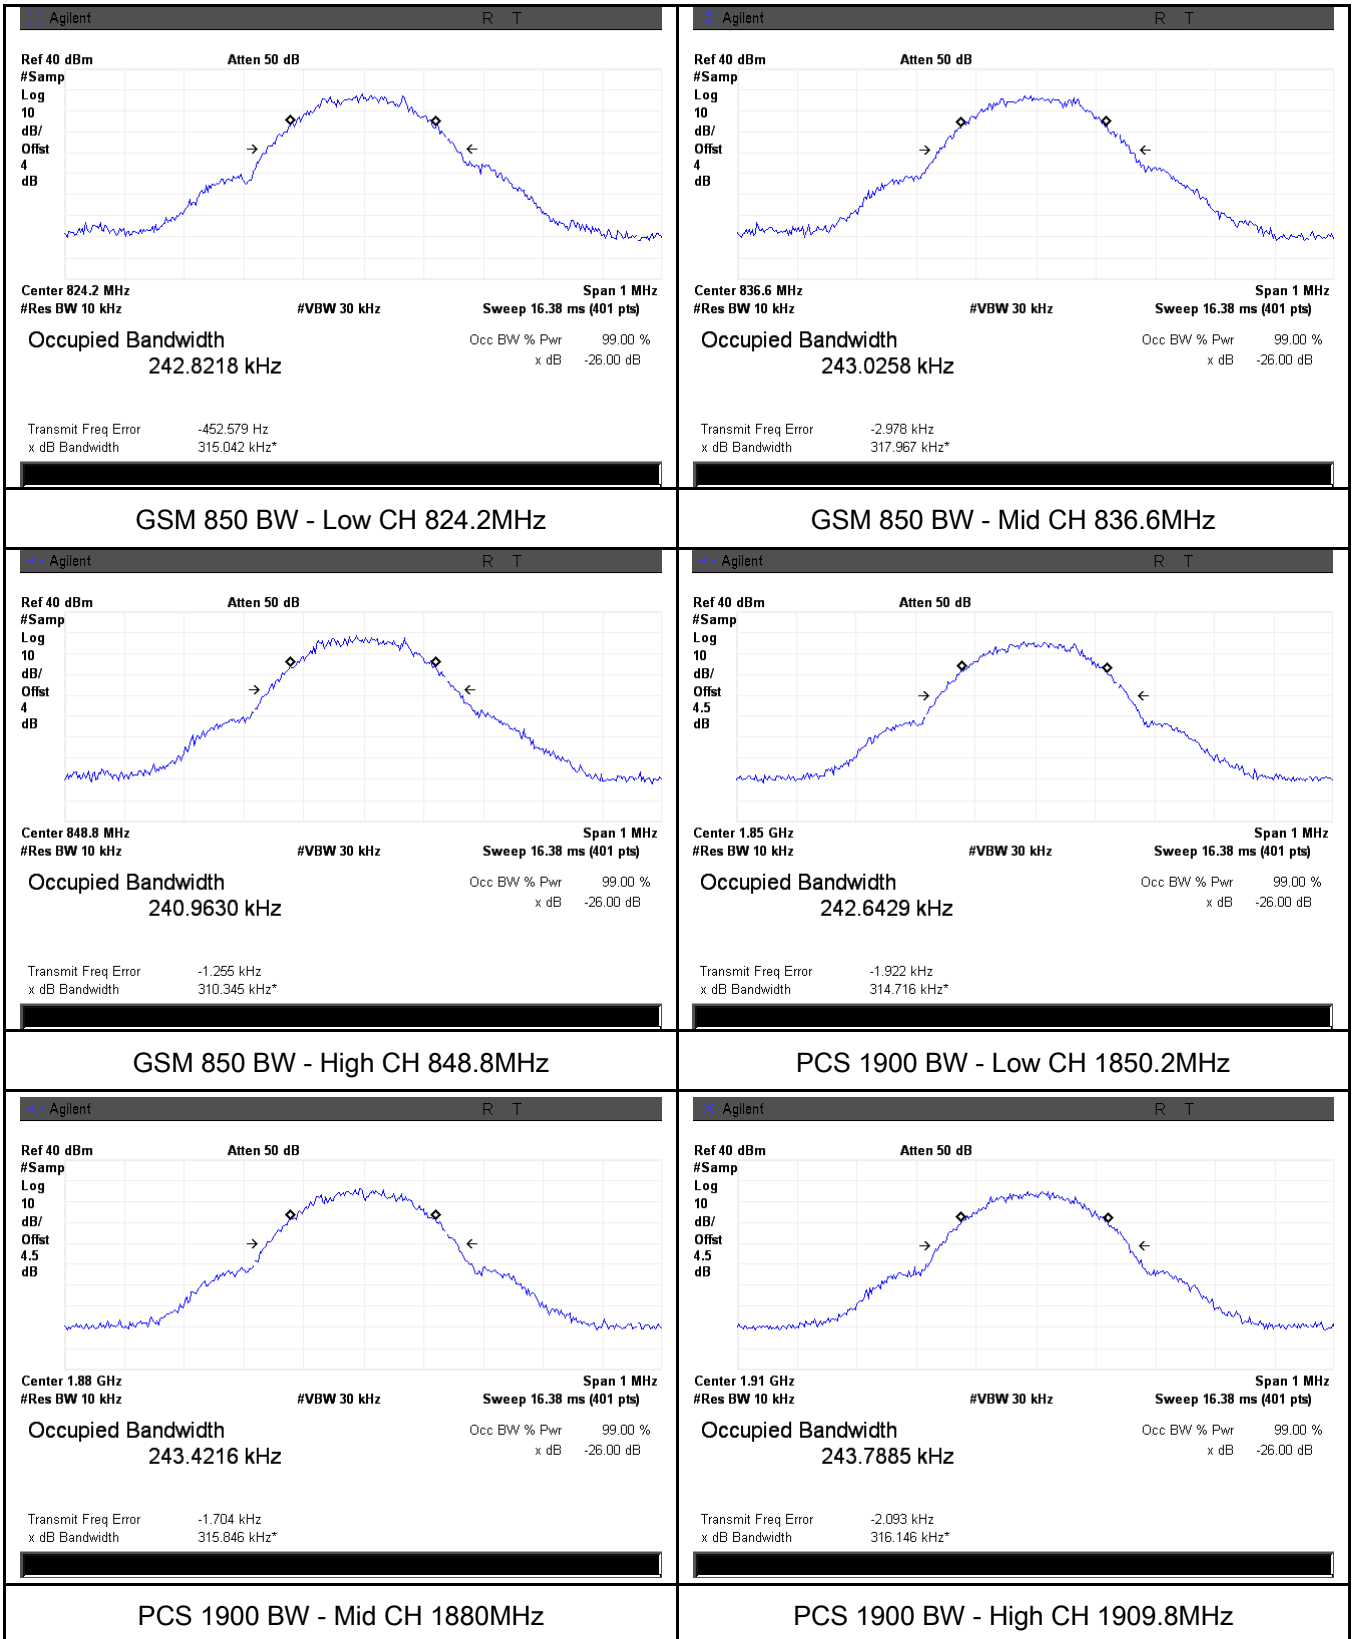 Agilent R T
Ref 40 dBm Atten 50 dB
#Samp
Log
10
dB/
Offst
4
dB
Center 824.2 MHz Span 1 MHz
#Res BW 10 kHz #VBW 30 kHz Sweep 16.38 ms (401 pts)
Occupied Bandwidth Occ BW % Pwr 99.00 %
242.8218 kHz x dB -26.00 dB
Transmit Freq Error -452.579 Hz
x dB Bandwidth 315.042 kHz*
GSM 850 BW - Low CH 824.2MHz
Agilent R T
Ref 40 dBm Atten 50 dB
#Samp
Log
10
dB/
Offst
4
dB
Center 836.6 MHz Span 1 MHz
#Res BW 10 kHz #VBW 30 kHz Sweep 16.38 ms (401 pts)
Occupied Bandwidth Occ BW % Pwr 99.00 %
243.0258 kHz x dB -26.00 dB
Transmit Freq Error -2.978 kHz
x dB Bandwidth 317.967 kHz*
GSM 850 BW - Mid CH 836.6MHz
Agilent R T
Ref 40 dBm Atten 50 dB
#Samp
Log
10
dB/
Offst
4
dB
Center 848.8 MHz Span 1 MHz
#Res BW 10 kHz #VBW 30 kHz Sweep 16.38 ms (401 pts)
Occupied Bandwidth Occ BW % Pwr 99.00 %
240.9630 kHz x dB -26.00 dB
Transmit Freq Error -1.255 kHz
x dB Bandwidth 310.345 kHz*
GSM 850 BW - High CH 848.8MHz
Agilent R T
Ref 40 dBm Atten 50 dB
#Samp
Log
10
dB/
Offst
4.5
dB
Center 1.85 GHz Span 1 MHz
#Res BW 10 kHz #VBW 30 kHz Sweep 16.38 ms (401 pts)
Occupied Bandwidth Occ BW % Pwr 99.00 %
242.6429 kHz x dB -26.00 dB
Transmit Freq Error -1.922 kHz
x dB Bandwidth 314.716 kHz*
PCS 1900 BW - Low CH 1850.2MHz
Agilent R T
Ref 40 dBm Atten 50 dB
#Samp
Log
10
dB/
Offst
4.5
dB
Center 1.88 GHz Span 1 MHz
#Res BW 10 kHz #VBW 30 kHz Sweep 16.38 ms (401 pts)
Occupied Bandwidth Occ BW % Pwr 99.00 %
243.4216 kHz x dB -26.00 dB
Transmit Freq Error -1.704 kHz
x dB Bandwidth 315.846 kHz*
PCS 1900 BW - Mid CH 1880MHz
Agilent R T
Ref 40 dBm Atten 50 dB
#Samp
Log
10
dB/
Offst
4.5
dB
Center 1.91 GHz Span 1 MHz
#Res BW 10 kHz #VBW 30 kHz Sweep 16.38 ms (401 pts)
Occupied Bandwidth Occ BW % Pwr 99.00 %
243.7885 kHz x dB -26.00 dB
Transmit Freq Error -2.093 kHz
x dB Bandwidth 316.146 kHz*
PCS 1900 BW - High CH 1909.8MHz